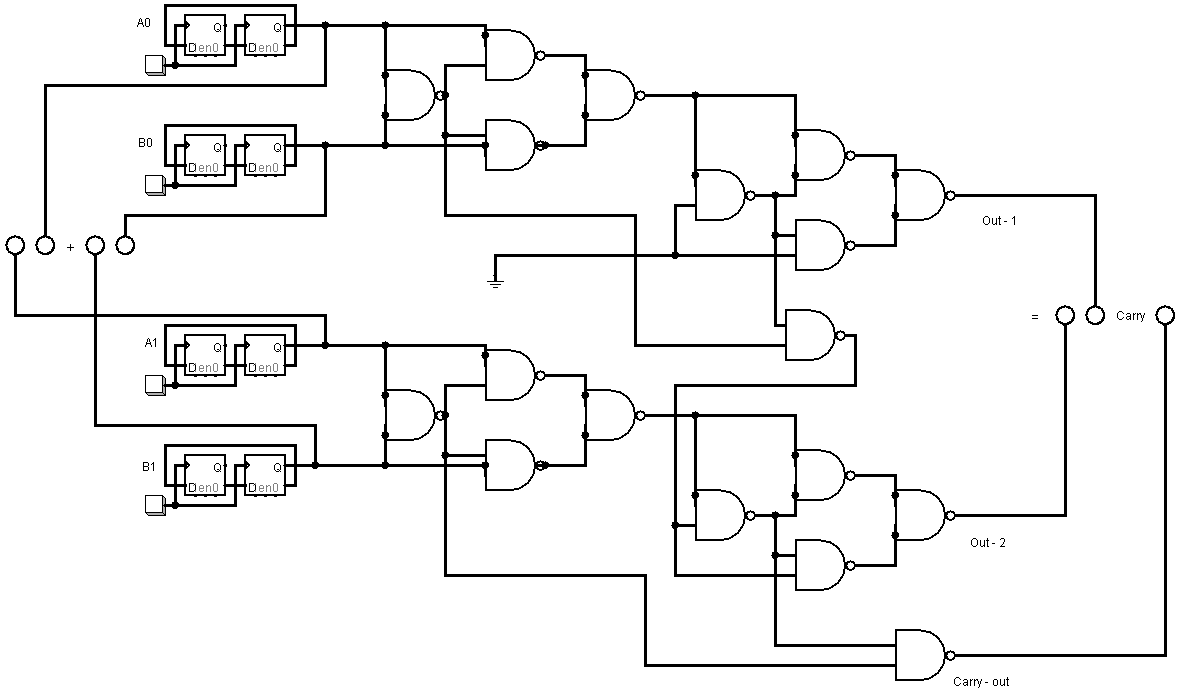 A0
Q Q
Den0 Den0
B0
Q Q
Den0 Den0
Out - 1
+
= Carry
A1
Q Q
Den0 Den0
B1
Q Q
Den0 Den0
Out - 2
Carry - out